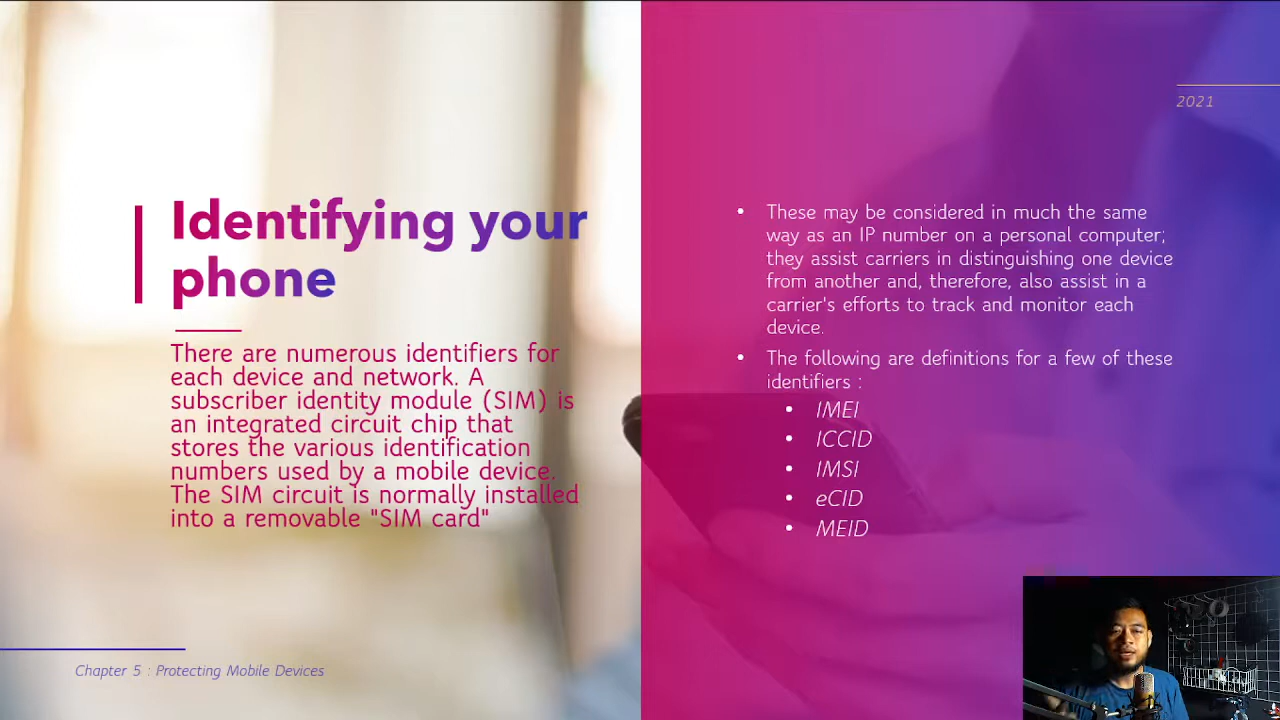 2021
Identifying your
phone
There are numerous identifiers for
each device and network. A
subscriber identity module (SIM) is
an integrated circuit chip that
stores the various identification
numbers used by a mobile device.
The SIM circuit is normally installed
into a removable "SIM card"
• These may be considered in much the same
way as an IP number on a personal computer;
they assist carriers in distinguishing one device
from another and, therefore, also assist in a
carrier's efforts to track and monitor each
device.
• The following are definitions for a few of these
identifiers :
• IMEI
• ICCID
• IMSI
• eCID
• MEID
Chapter 5 : Protecting Mobile Devices